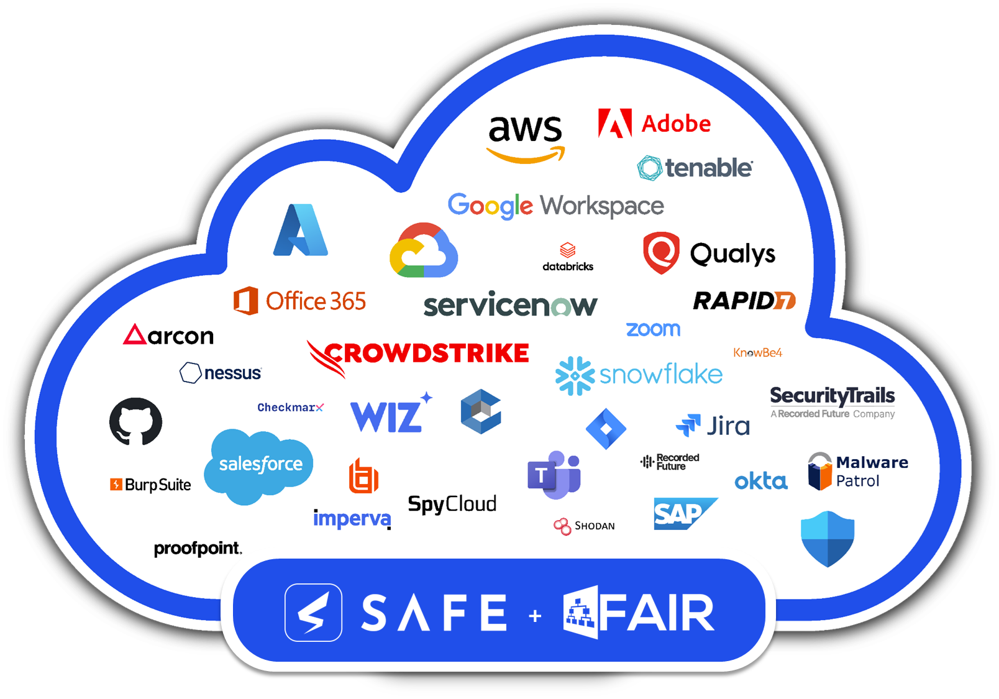 aws
Adobe
tenable
Google Workspace
databricks
Qualys
Office 365
servicenow
RAPID7
arcon
zoom
CROWDSTRIKE
KnowBe4
nessus
snowflake
SecurityTrails
A Recorded Future Company
Checkmarx
WIZ
Jira
salesforce
Recorded
Future
Malware
Patrol
T
okta
BurpSuite
SpyCloud
imperva
SAP
SHODAN
proofpoint.
SAFE + FAIR